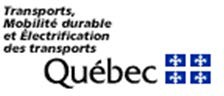 Transports,
Mobilité durable
et Électrification
des transports
Québec